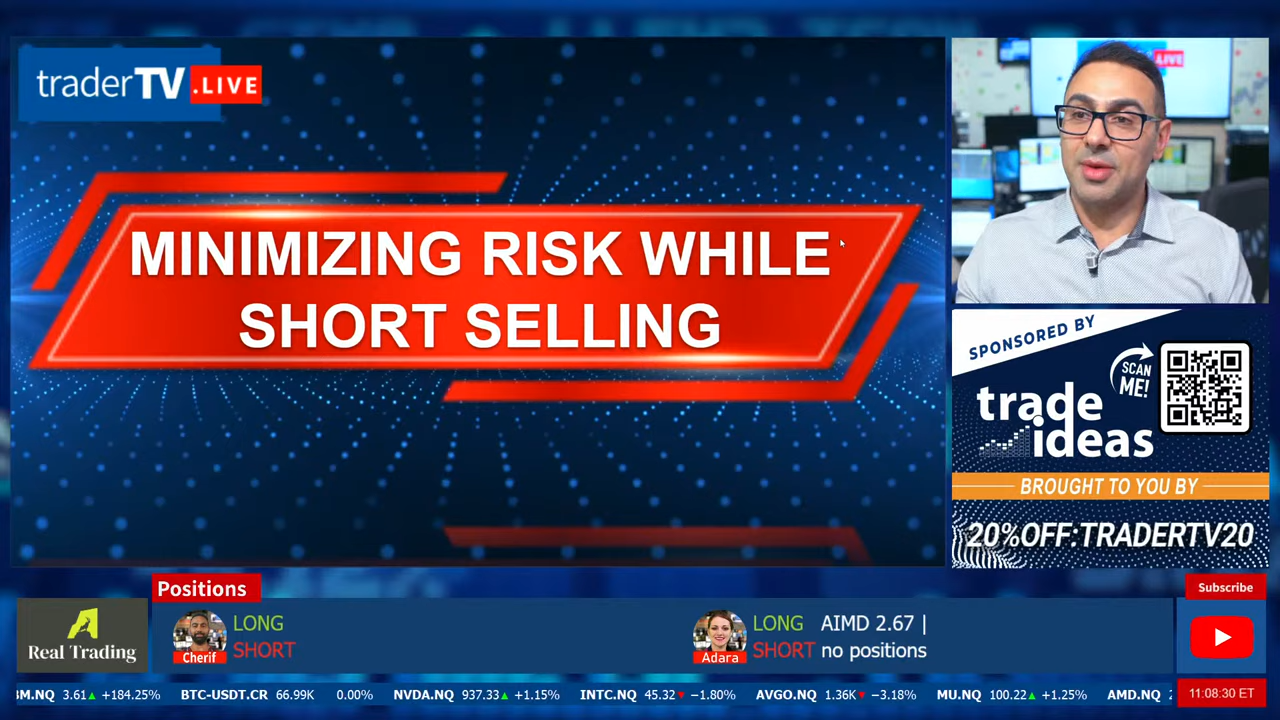 traderTV.LIVE
MINIMIZING RISK WHILE
SHORT SELLING
.LIVE
SPONSORED BY
SCAN
ME!
trade
ideas
BROUGHT TO YOU BY
20%OFF:TRADERTV20
Positions
Subscribe
Real Trading
Cherif
LONG
SHORT
Adara
LONG AIMD 2.67 |
SHORT no positions
3M.NQ 3.61▲ +184.25% BTC-USDT.CR 66.99K 0.00% NVDA.NQ 937.33▲ +1.15% INTC.NQ 45.32▼ −1.80% AVGO.NQ 1.36K▼ −3.18% MU.NQ 100.22▲ +1.25% AMD.NQ
11:08:30 ET